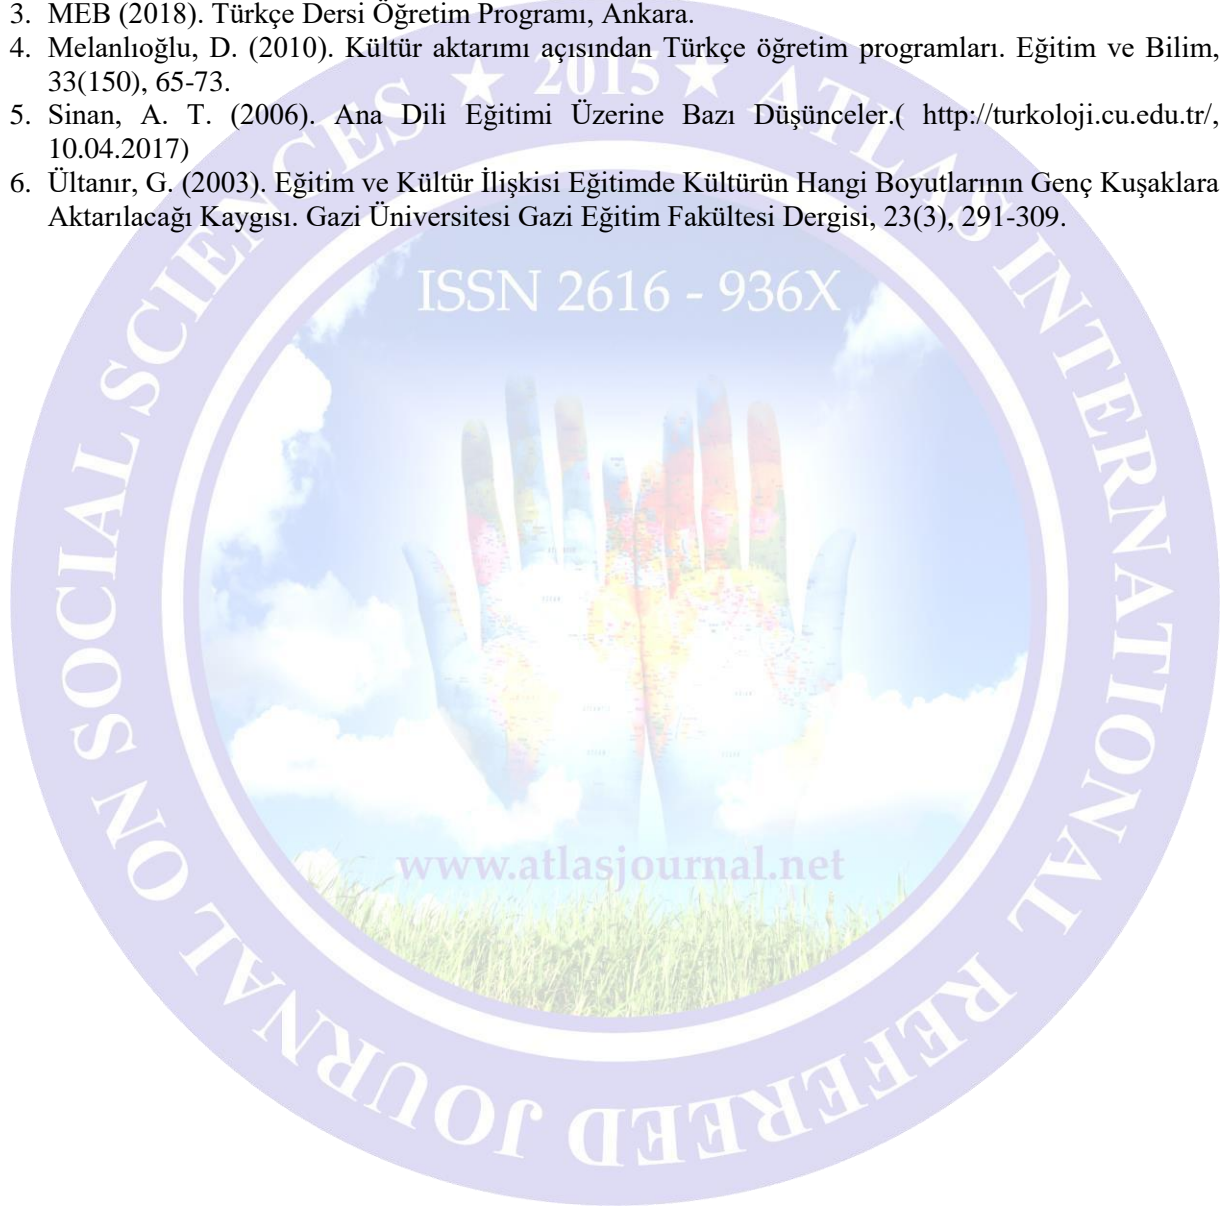 3. MEB (2018). Türkçe Dersi Öğretim Programı, Ankara.
4. Melanlıoğlu, D. (2010). Kültür aktarımı açısından Türkçe öğretim programları. Eğitim ve Bilim,
33(150), 65-73.
5. Sinan, A. T. (2006). Ana Dili Eğitimi Üzerine Bazı Düşünceler.( http://turkoloji.cu.edu.tr/,
10.04.2017)
6. Ültanır, G. (2003). Eğitim ve Kültür İlişkisi Eğitimde Kültürün Hangi Boyutlarının Genç Kuşaklara
Aktarılacağı Kaygısı. Gazi Üniversitesi Gazi Eğitim Fakültesi Dergisi, 23(3), 291-309.
★ 2015 ★ ATLAS INTERNATIONAL REFEREED JOURNAL ON SOCIAL SCIENCES
ISSN 2616 - 936X
www.atlasjournal.net